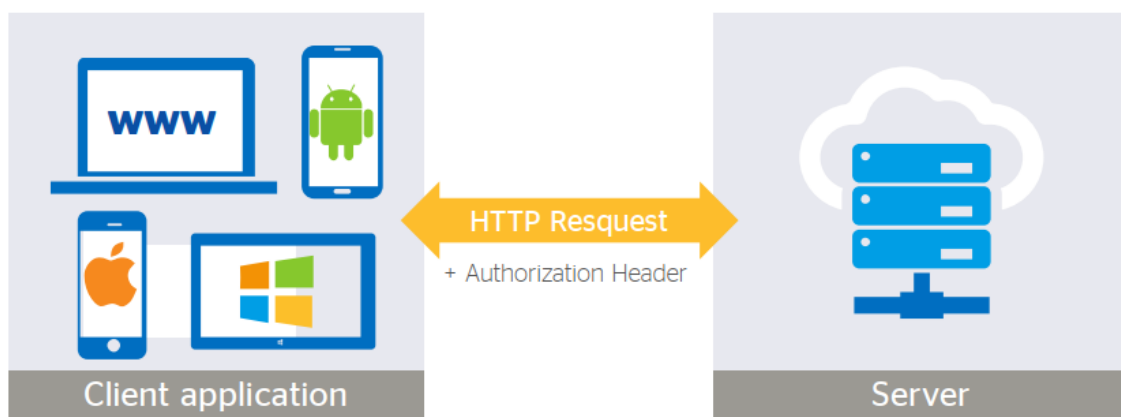 www
HTTP Resquest
+ Authorization Header
Client application
Server